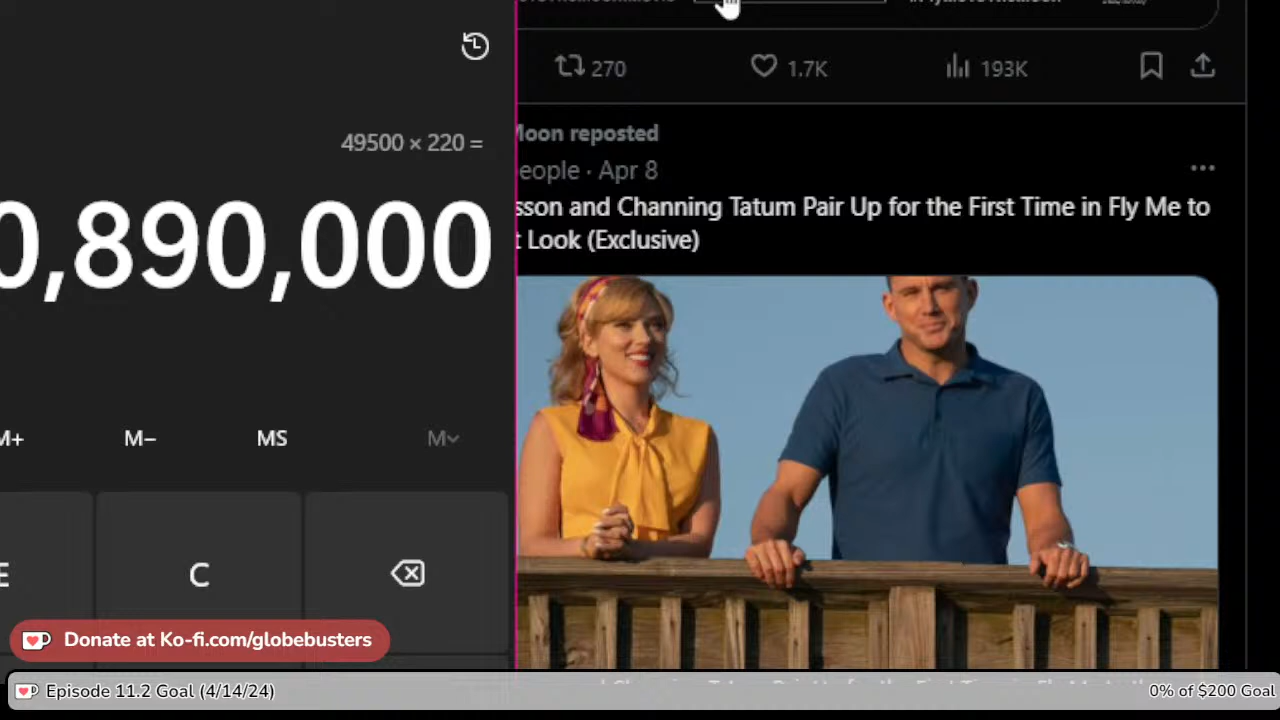 49500 × 220 =
0,890,000
M+
M−
MS
M
E
C
270
1.7K
193K
Moon reposted
eople · Apr 8
sson and Channing Tatum Pair Up for the First Time in Fly Me to
t Look (Exclusive)
Donate at Ko-fi.com/globebusters
Episode 11.2 Goal (4/14/24)
0% of $200 Goal